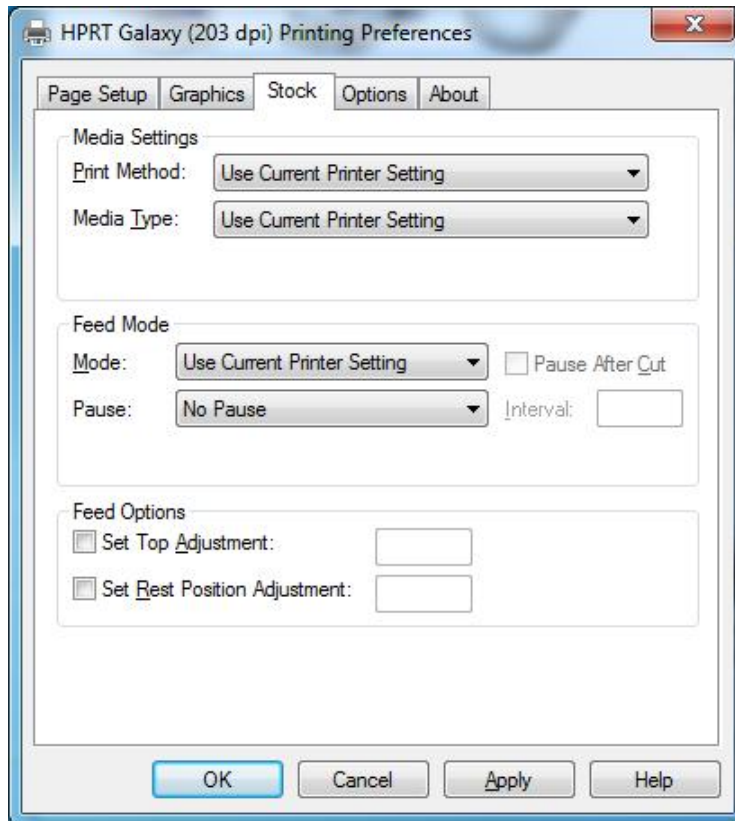 HPRT Galaxy (203 dpi) Printing Preferences
Page Setup Graphics Stock Options About
Media Settings
Print Method: Use Current Printer Setting
Media Type: Use Current Printer Setting
Feed Mode
Mode: Use Current Printer Setting Pause After Cut
Pause: No Pause Interval:
Feed Options
Set Top Adjustment:
Set Rest Position Adjustment:
OK Cancel Apply Help